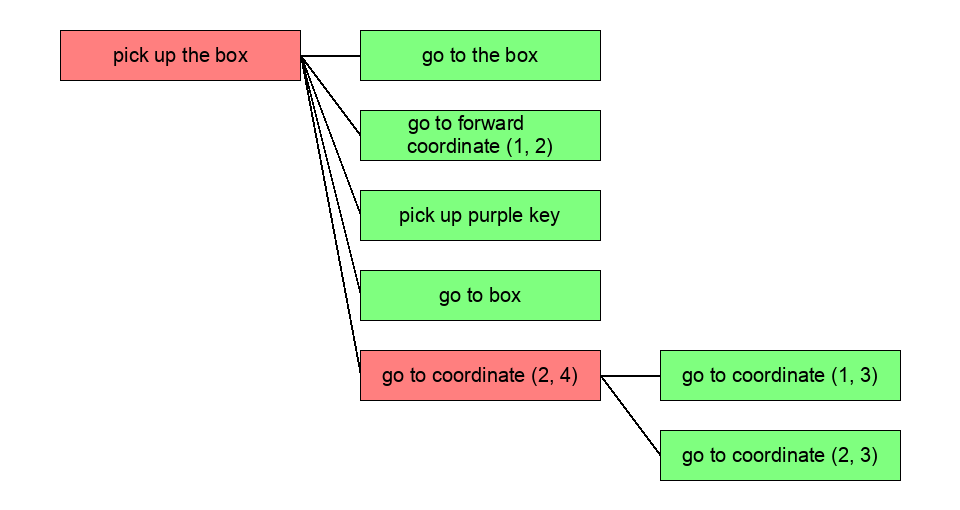 pick up the box
go to the box
go to forward
coordinate (1, 2)
pick up purple key
go to box
go to coordinate (2, 4)
go to coordinate (1, 3)
go to coordinate (2, 3)